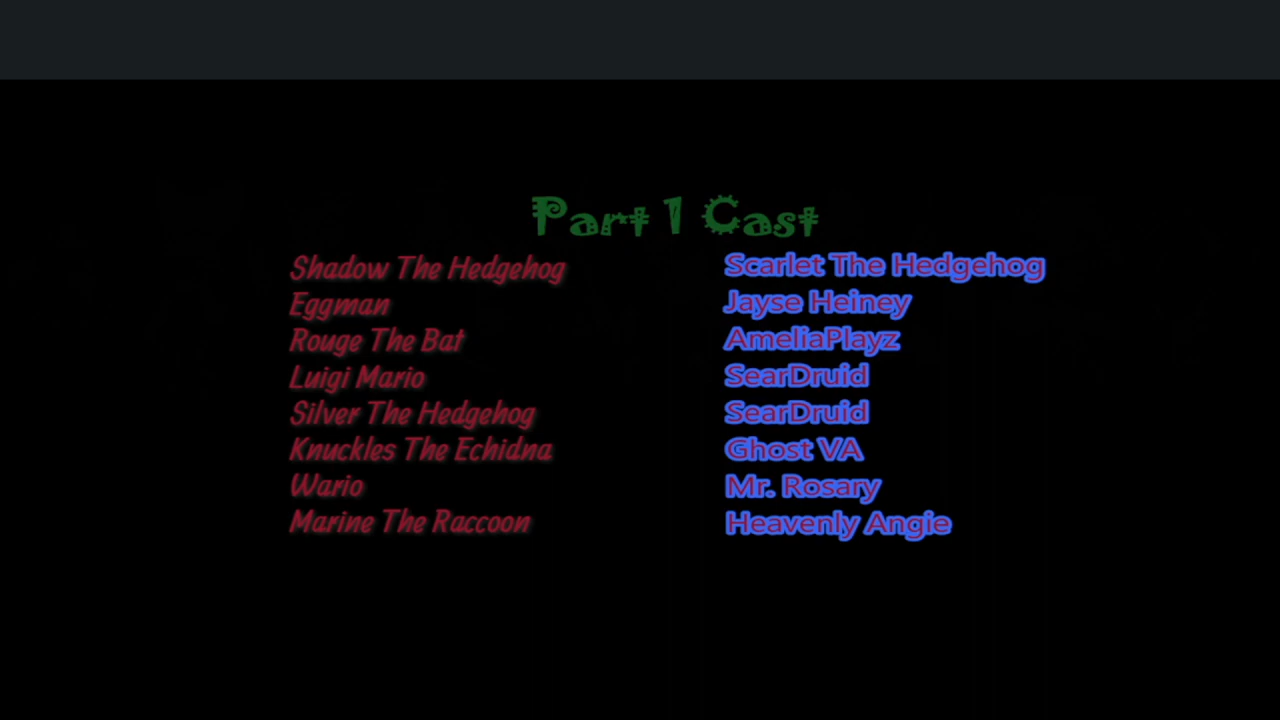 Part 1 Cast
Shadow The Hedgehog Scarlet The Hedgehog
Eggman Jayse Heiney
Rouge The Bat AmeliaPlayz
Luigi Mario SearDruid
Silver The Hedgehog SearDruid
Knuckles The Echidna Ghost VA
Wario Mr. Rosary
Marine The Raccoon Heavenly Angie